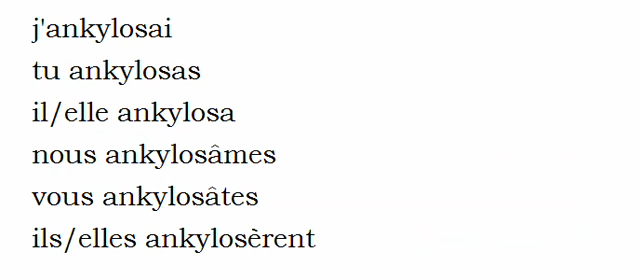 j'ankylosai
tu ankylosas
il/elle ankylosa
nous ankylosâmes
vous ankylosâtes
ils/elles ankylosèrent